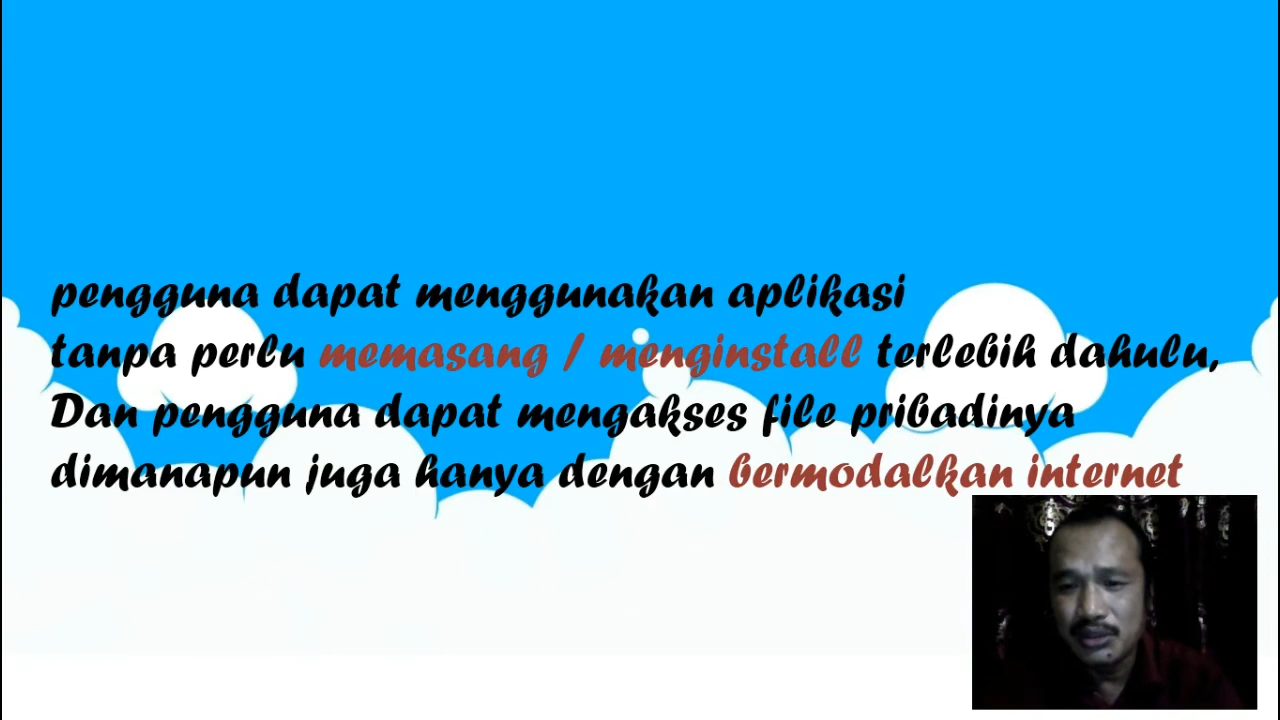 pengguna dapat menggunakan aplikasi
tanpa perlu memasang / menginstall terlebih dahulu,
Dan pengguna dapat mengakses file pribadinya
dimanapun juga hanya dengan bermodalkan internet